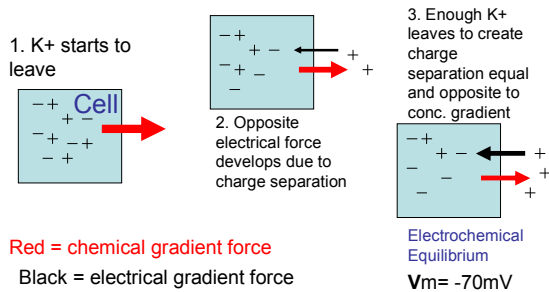 1. K+ starts to
leave
Cell
2. Opposite
electrical force
develops due to
charge separation
3. Enough K+
leaves to create
charge
separation equal
and opposite to
conc. gradient
Electrochemical
Equilibrium
Vm= -70mV
Red = chemical gradient force
Black = electrical gradient force